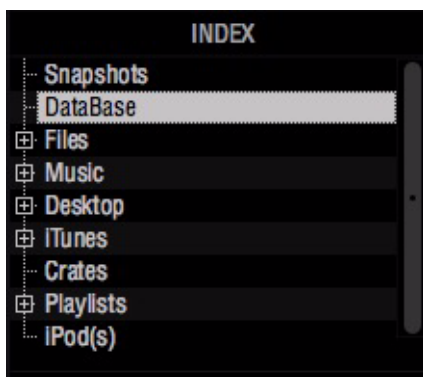 INDEX
Snapshots
DataBase
Files
Music
Desktop
iTunes
Crates
Playlists
iPod(s)